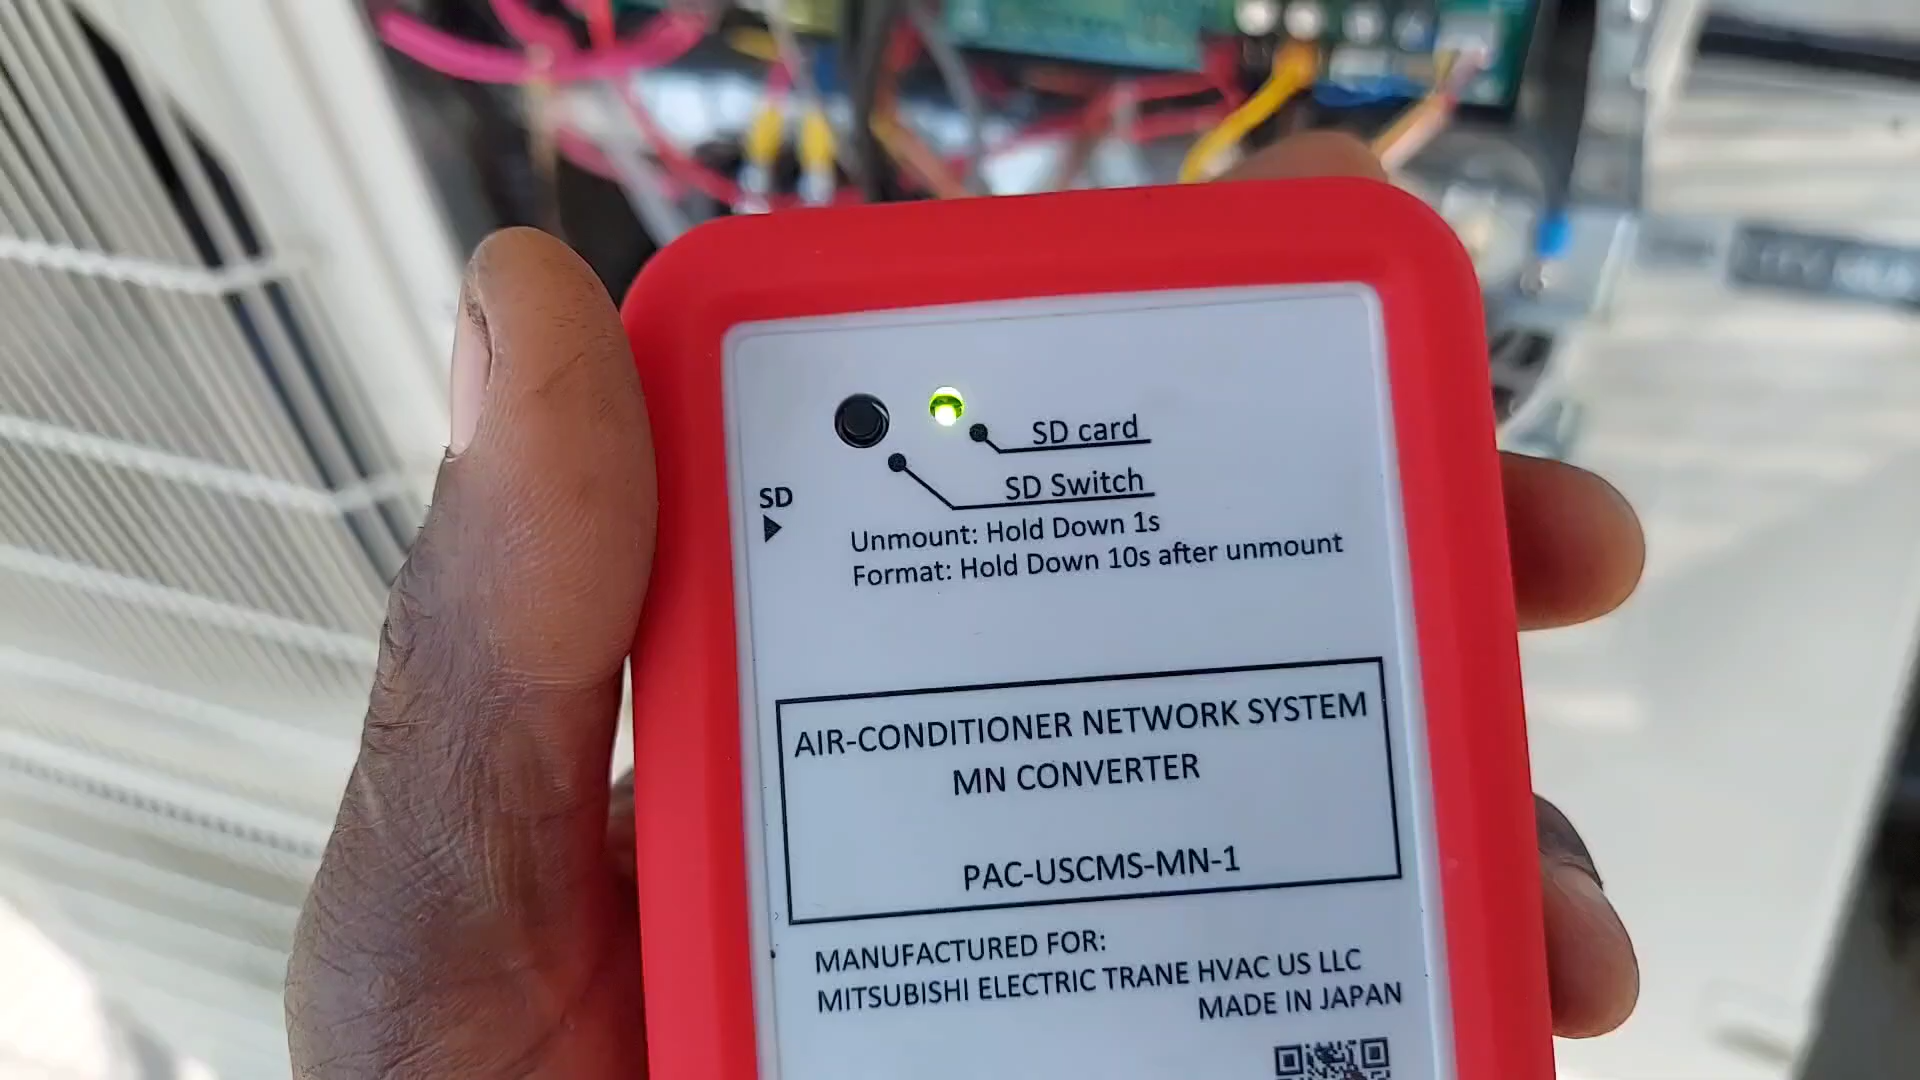 SD card
SD Switch
SD
Unmount: Hold Down 1s
Format: Hold Down 10s after unmount
AIR-CONDITIONER NETWORK SYSTEM
MN CONVERTER
PAC-USCMS-MN-1
MANUFACTURED FOR:
MITSUBISHI ELECTRIC TRANE HVAC US LLC
MADE IN JAPAN